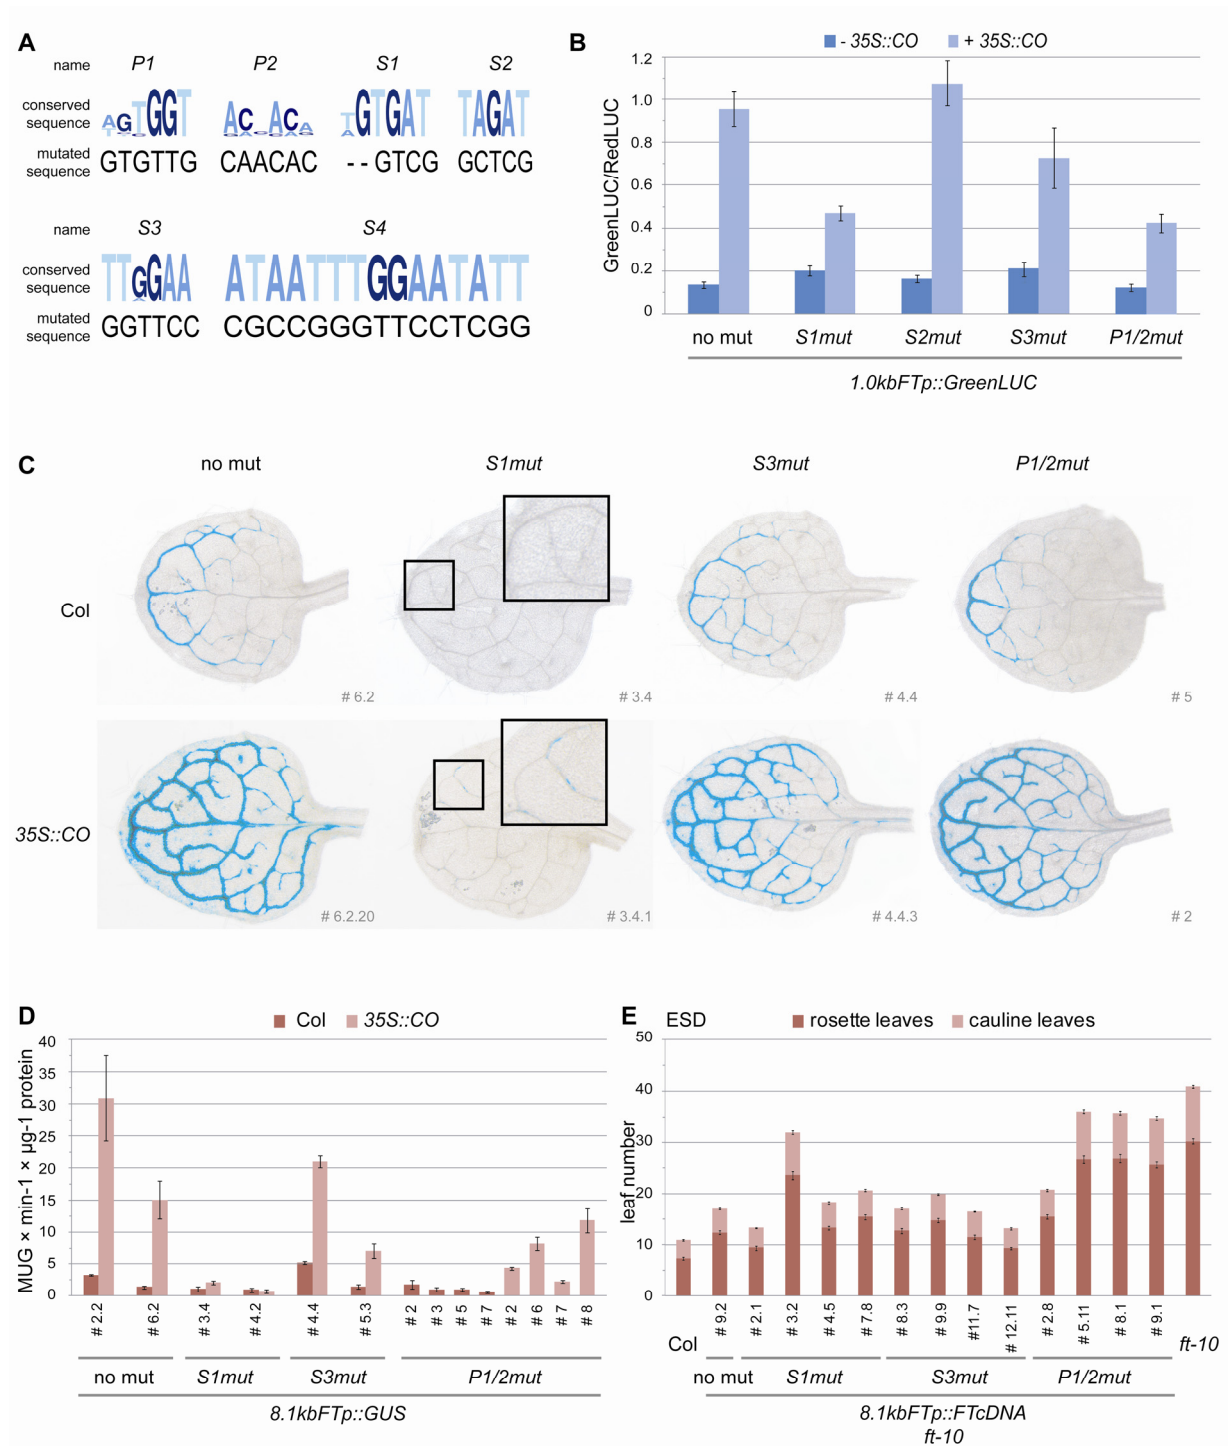 A
name P1 P2 S1 S2
conserved sequence AGTGGT ACGACA TGTGAT TAGAT
mutated sequence GTGTTG CAACAC --GTCG GCTCG
name S3 S4
conserved sequence TTGGAA ATAATTTGGAATATT
mutated sequence GGTTCC CGCCGGGTTCCTCGG
B
- 35S::CO + 35S::CO
GreenLUC/RedLUC
1.2
1.0
0.8
0.6
0.4
0.2
0
no mut S1mut S2mut S3mut P1/2mut
1.0kbFTp::GreenLUC
C
no mut S1mut S3mut P1/2mut
Col
# 6.2 # 3.4 # 4.4 # 5
35S::CO
# 6.2.20 # 3.4.1 # 4.4.3 # 2
D
Col 35S::CO
MUG × min-1 × µg-1 protein
40
35
30
25
20
15
10
5
0
# 2.2 # 6.2 # 3.4 # 4.2 # 4.4 # 5.3 # 2 # 3 # 5 # 7 # 2 # 6 # 7 # 8
no mut S1mut S3mut P1/2mut
8.1kbFTp::GUS
E ESD
rosette leaves cauline leaves
leaf number
50
40
30
20
10
0
Col # 9.2 # 2.1 # 3.2 # 4.5 # 7.8 # 8.3 # 9.9 #11.7 # 12.11 # 2.8 # 5.11 # 8.1 # 9.1 ft-10
no mut S1mut S3mut P1/2mut
8.1kbFTp::FTcDNA
ft-10